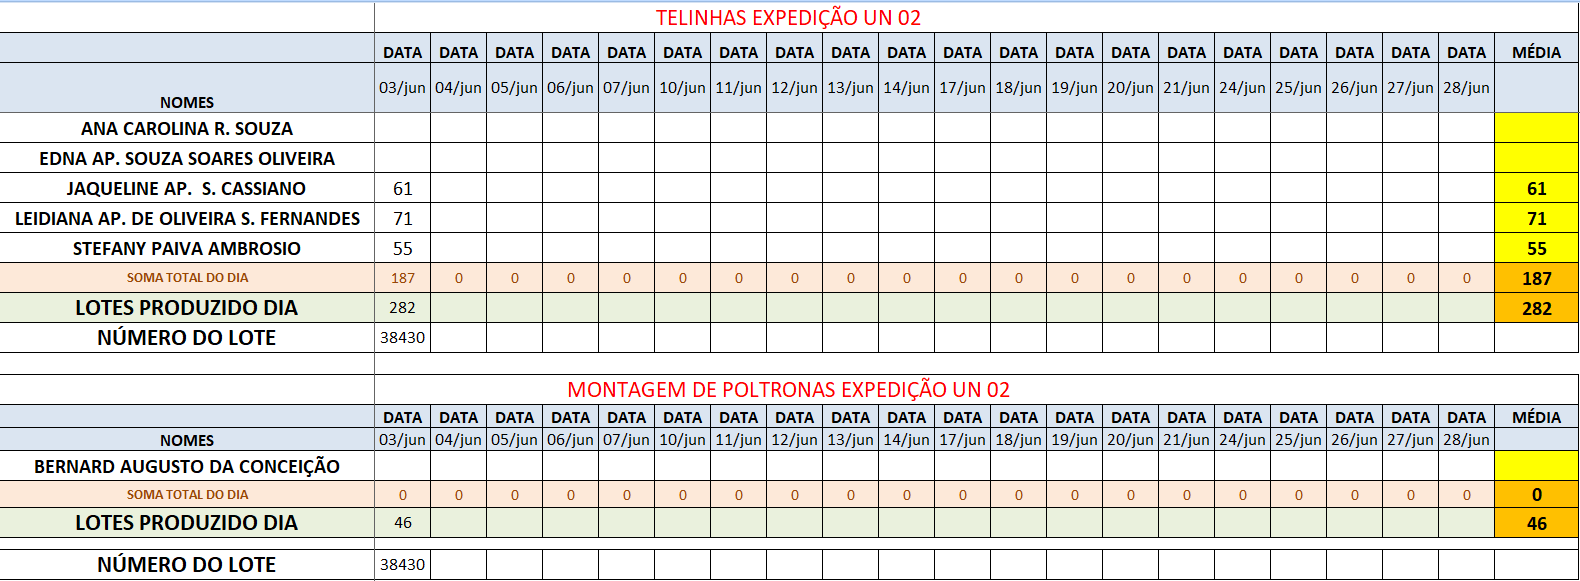 TELINHAS EXPEDIÇÃO UN 02
DATA DATA DATA DATA DATA DATA DATA DATA DATA DATA DATA DATA DATA DATA DATA DATA DATA DATA DATA DATA MÉDIA
NOMES 03/jun 04/jun 05/jun 06/jun 07/jun 10/jun 11/jun 12/jun 13/jun 14/jun 17/jun 18/jun 19/jun 20/jun 21/jun 24/jun 25/jun 26/jun 27/jun 28/jun
ANA CAROLINA R. SOUZA
EDNA AP. SOUZA SOARES OLIVEIRA
JAQUELINE AP. S. CASSIANO 61 61
LEIDIANA AP. DE OLIVEIRA S. FERNANDES 71 71
STEFANY PAIVA AMBROSIO 55 55
SOMA TOTAL DO DIA 187 0 0 0 0 0 0 0 0 0 0 0 0 0 0 0 0 0 0 0 187
LOTES PRODUZIDO DIA 282 282
NÚMERO DO LOTE 38430
MONTAGEM DE POLTRONAS EXPEDIÇÃO UN 02
DATA DATA DATA DATA DATA DATA DATA DATA DATA DATA DATA DATA DATA DATA DATA DATA DATA DATA DATA DATA MÉDIA
NOMES 03/jun 04/jun 05/jun 06/jun 07/jun 10/jun 11/jun 12/jun 13/jun 14/jun 17/jun 18/jun 19/jun 20/jun 21/jun 24/jun 25/jun 26/jun 27/jun 28/jun
BERNARD AUGUSTO DA CONCEIÇÃO
SOMA TOTAL DO DIA 0 0 0 0 0 0 0 0 0 0 0 0 0 0 0 0 0 0 0 0 0
LOTES PRODUZIDO DIA 46 46
NÚMERO DO LOTE 38430